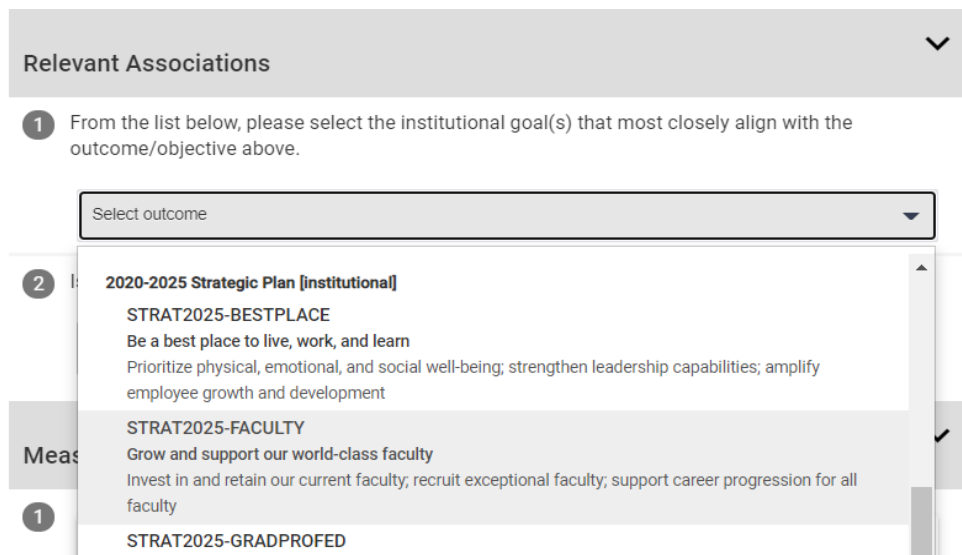 Relevant Associations
1 From the list below, please select the institutional goal(s) that most closely align with the
outcome/objective above.
Select outcome
2
2020-2025 Strategic Plan [institutional]
STRAT2025-BESTPLACE
Be a best place to live, work, and learn
Prioritize physical, emotional, and social well-being; strengthen leadership capabilities; amplify
employee growth and development
STRAT2025-FACULTY
Grow and support our world-class faculty
Invest in and retain our current faculty; recruit exceptional faculty; support career progression for all
faculty
Meas
1
STRAT2025-GRADPROFED